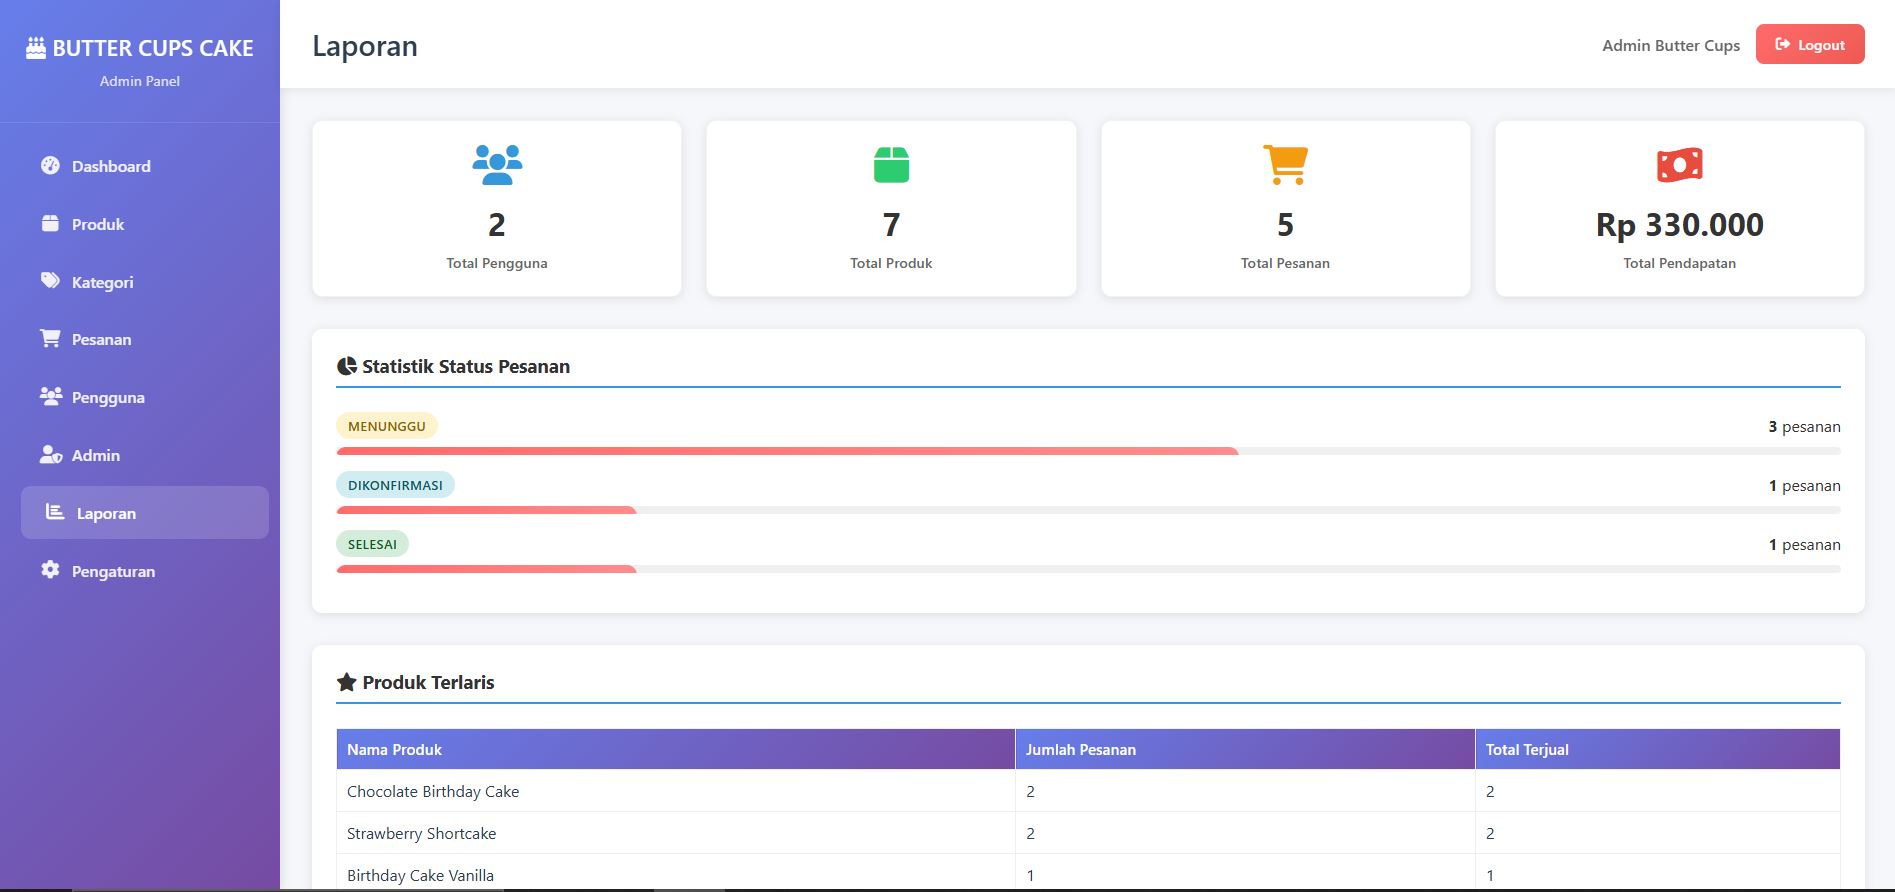 BUTTER CUPS CAKE
Admin Panel
Dashboard
Produk
Kategori
Pesanan
Pengguna
Admin
Laporan
Pengaturan
Laporan
Admin Butter Cups
Logout
2
Total Pengguna
7
Total Produk
5
Total Pesanan
Rp 330.000
Total Pendapatan
Statistik Status Pesanan
MENUNGGU 3 pesanan
DIKONFIRMASI 1 pesanan
SELESAI 1 pesanan
Produk Terlaris
Nama Produk Jumlah Pesanan Total Terjual
Chocolate Birthday Cake 2 2
Strawberry Shortcake 2 2
Birthday Cake Vanilla 1 1